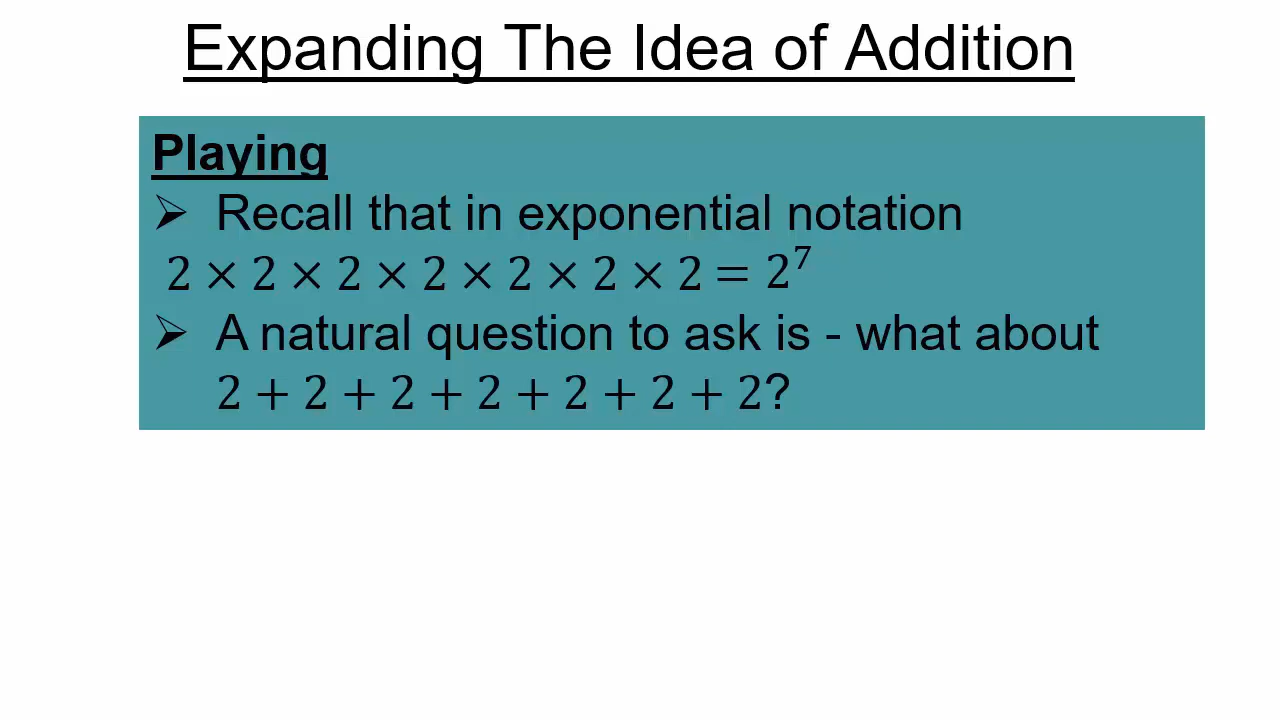 Expanding The Idea of Addition
Playing
➢ Recall that in exponential notation
2 × 2 × 2 × 2 × 2 × 2 × 2 = 2⁷
➢ A natural question to ask is - what about
2 + 2 + 2 + 2 + 2 + 2 + 2?